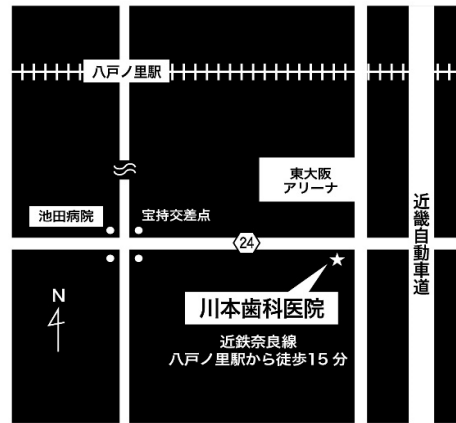 八戸ノ里駅
東大阪
アリーナ
近畿自動車道
池田病院
宝持交差点
24
N
川本歯科医院
近鉄奈良線
八戸ノ里駅から徒歩15分